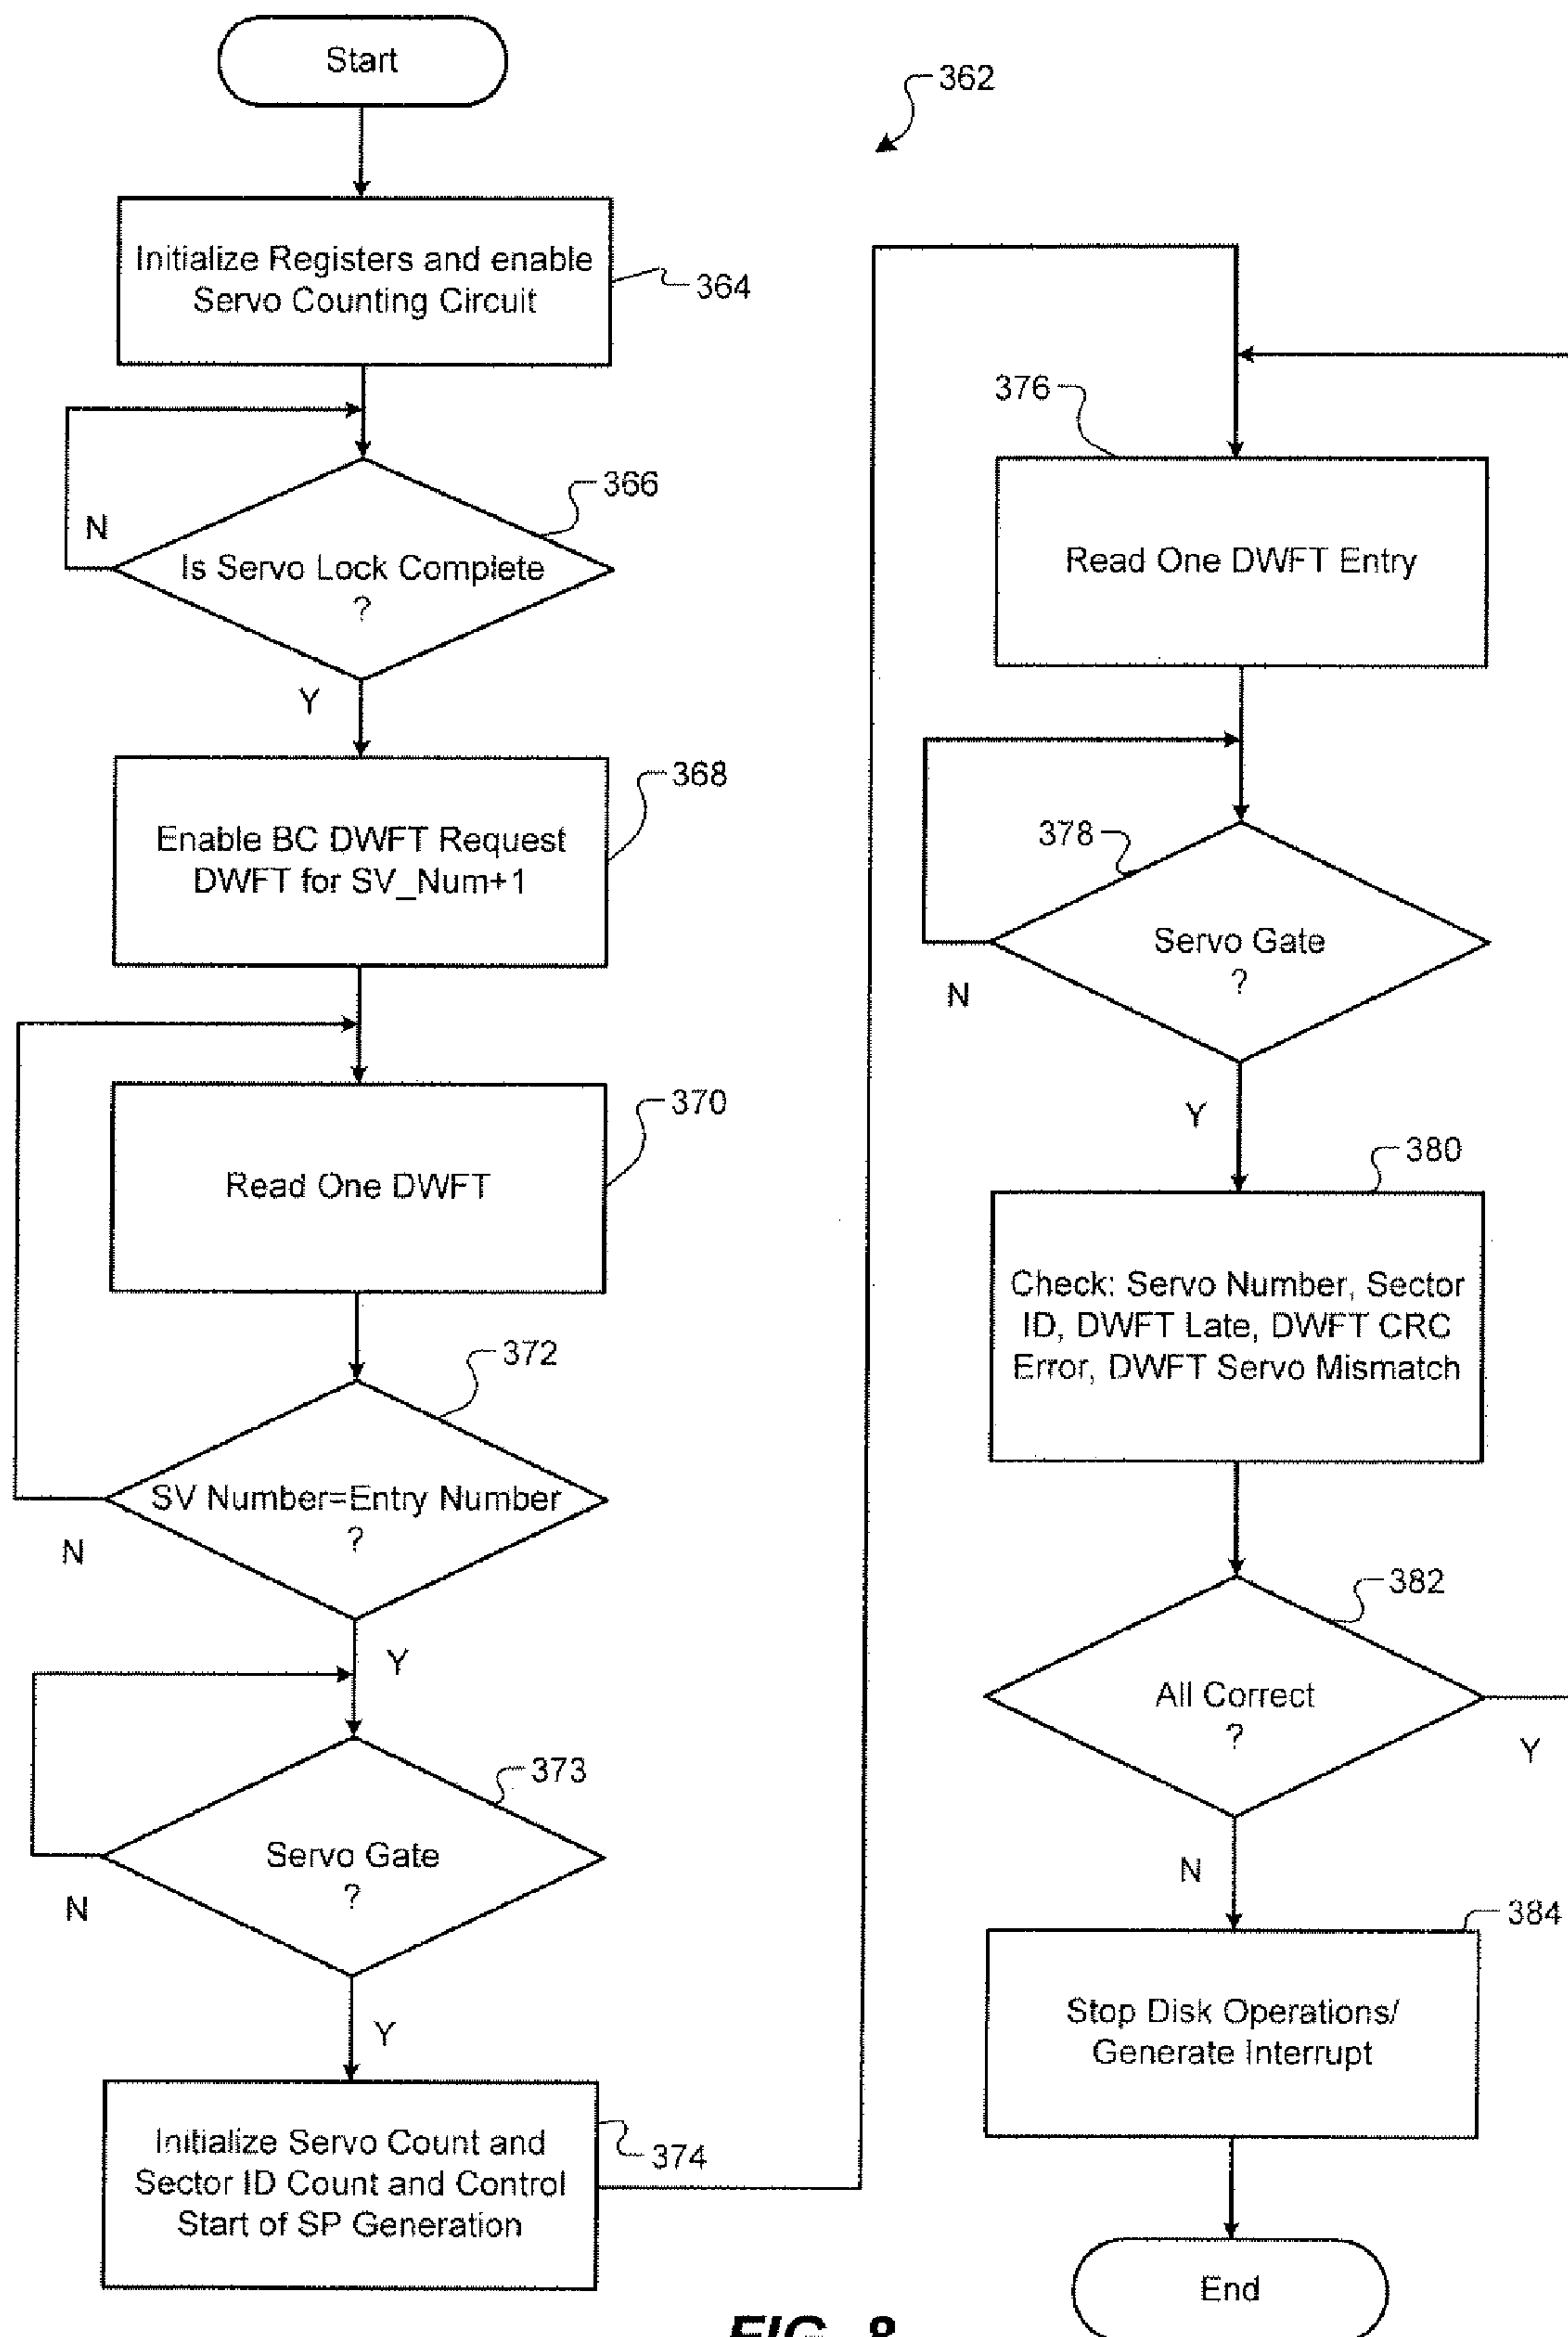 Start
362
Initialize Registers and enable
Servo Counting Circuit
364
366
N
Is Servo Lock Complete
?
Y
368
Enable BC DWFT Request
DWFT for SV_Num+1
370
Read One DWFT
372
SV Number=Entry Number
?
N
Y
373
Servo Gate
?
N
Y
Initialize Servo Count and
Sector ID Count and Control
Start of SP Generation
374
376
Read One DWFT Entry
378
Servo Gate
?
N
Y
380
Check: Servo Number, Sector
ID, DWFT Late, DWFT CRC
Error, DWFT Servo Mismatch
382
All Correct
?
Y
N
384
Stop Disk Operations/
Generate Interrupt
End
FIG. 8